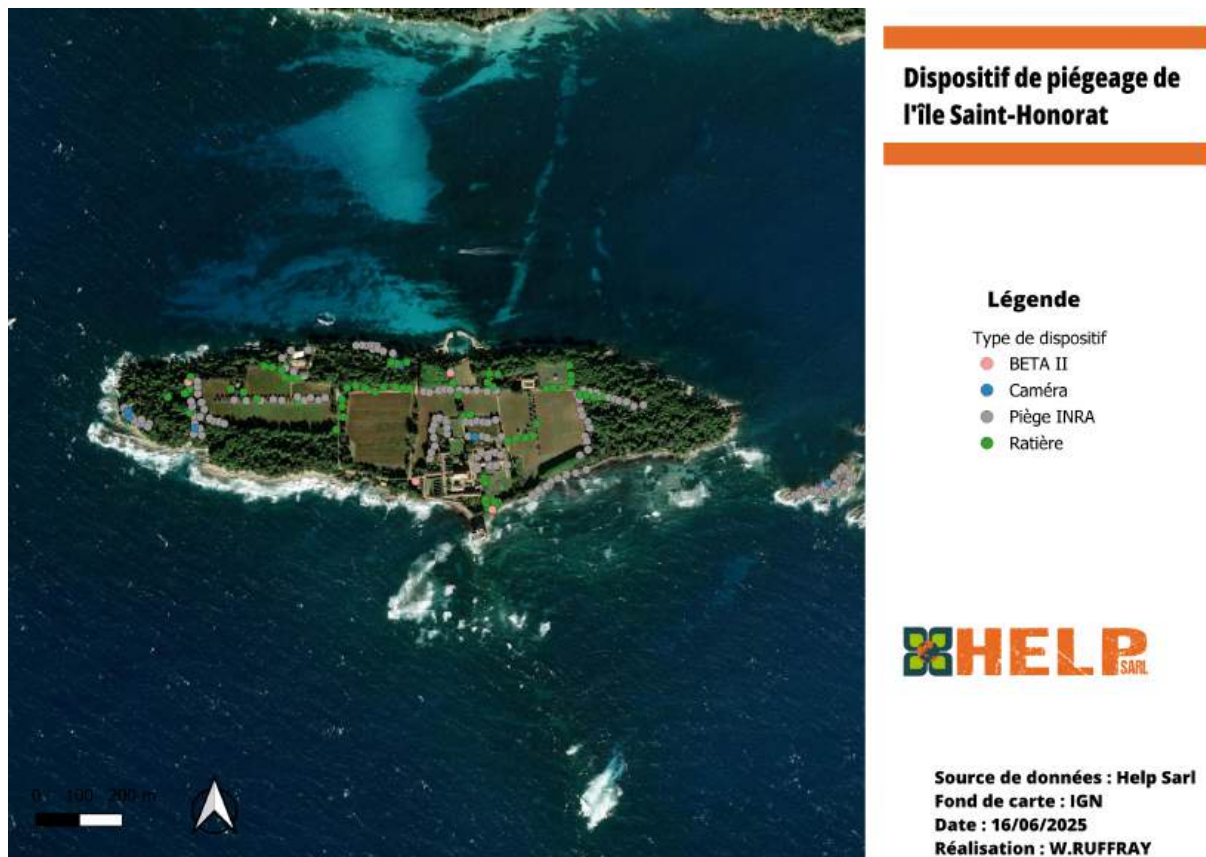 Dispositif de piégeage de
l'île Saint-Honorat
Légende
Type de dispositif
BETA II
Caméra
Piège INRA
Ratière
HELP
SARL
0 100 200 m
Source de données : Help Sarl
Fond de carte : IGN
Date : 16/06/2025
Réalisation : W.RUFFRAY